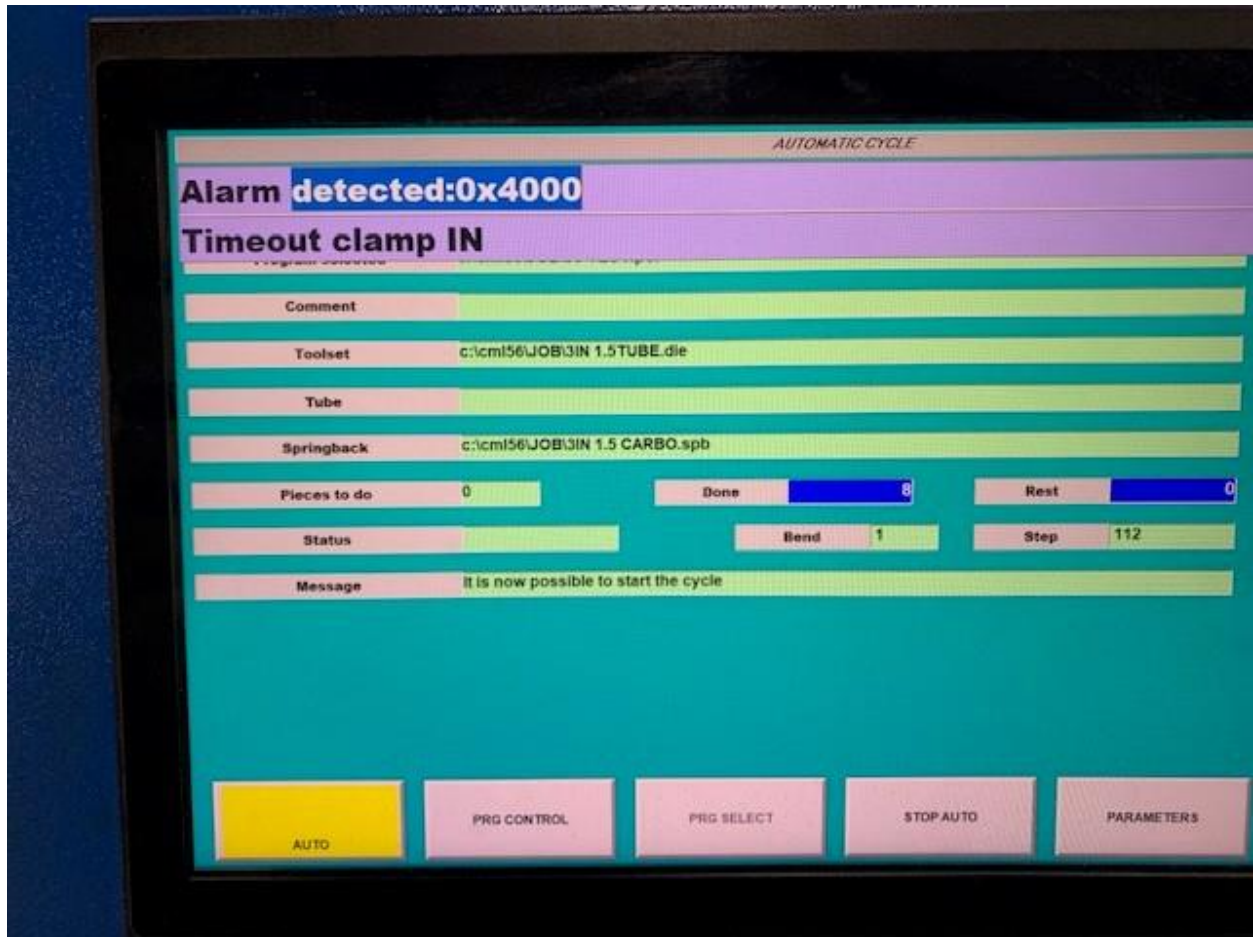 AUTOMATIC CYCLE
Alarm detected:0x4000
Timeout clamp IN
Comment
Toolset c:\cml56\JOB\3IN 1.5TUBE.die
Tube
Springback c:\cml56\JOB\3IN 1.5 CARBO.spb
Pieces to do 0 Done 8 Rest 0
Status Bend 1 Step 112
Message It is now possible to start the cycle
AUTO PRG CONTROL PRG SELECT STOP AUTO PARAMETERS